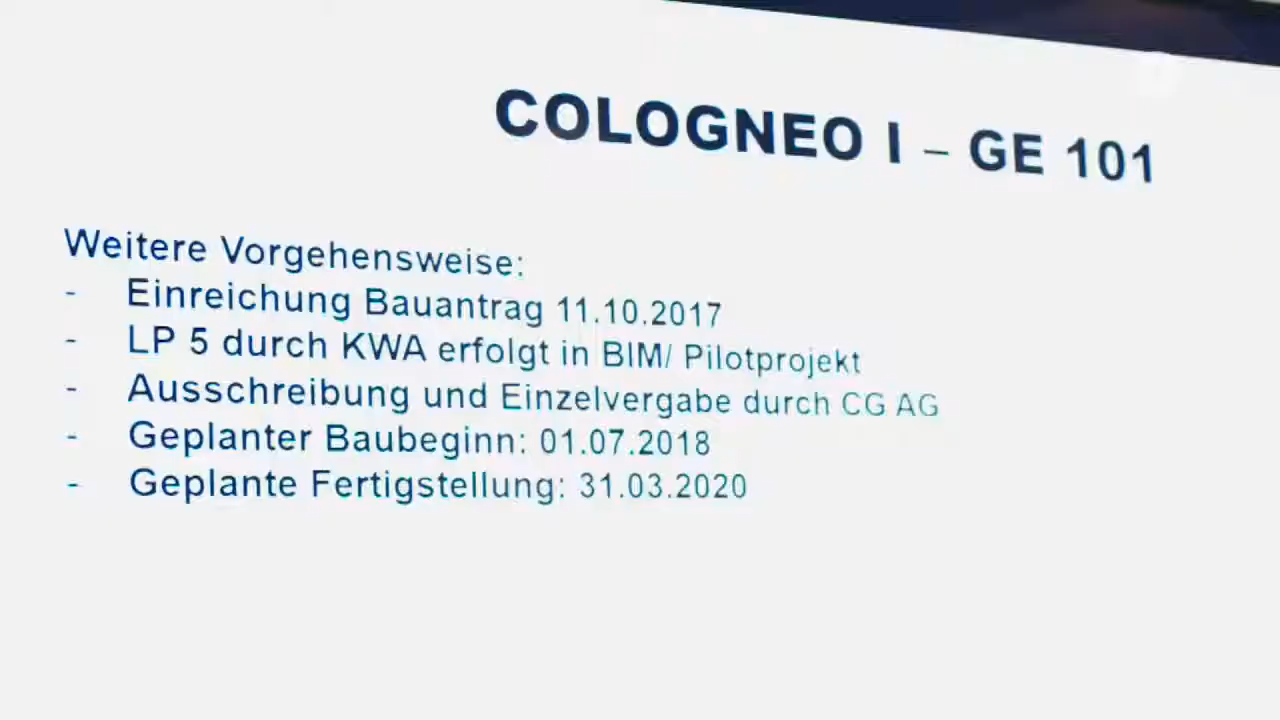 COLOGNEO I – GE 101
Weitere Vorgehensweise:
- Einreichung Bauantrag 11.10.2017
- LP 5 durch KWA erfolgt in BIM/ Pilotprojekt
- Ausschreibung und Einzelvergabe durch CG AG
- Geplanter Baubeginn: 01.07.2018
- Geplante Fertigstellung: 31.03.2020